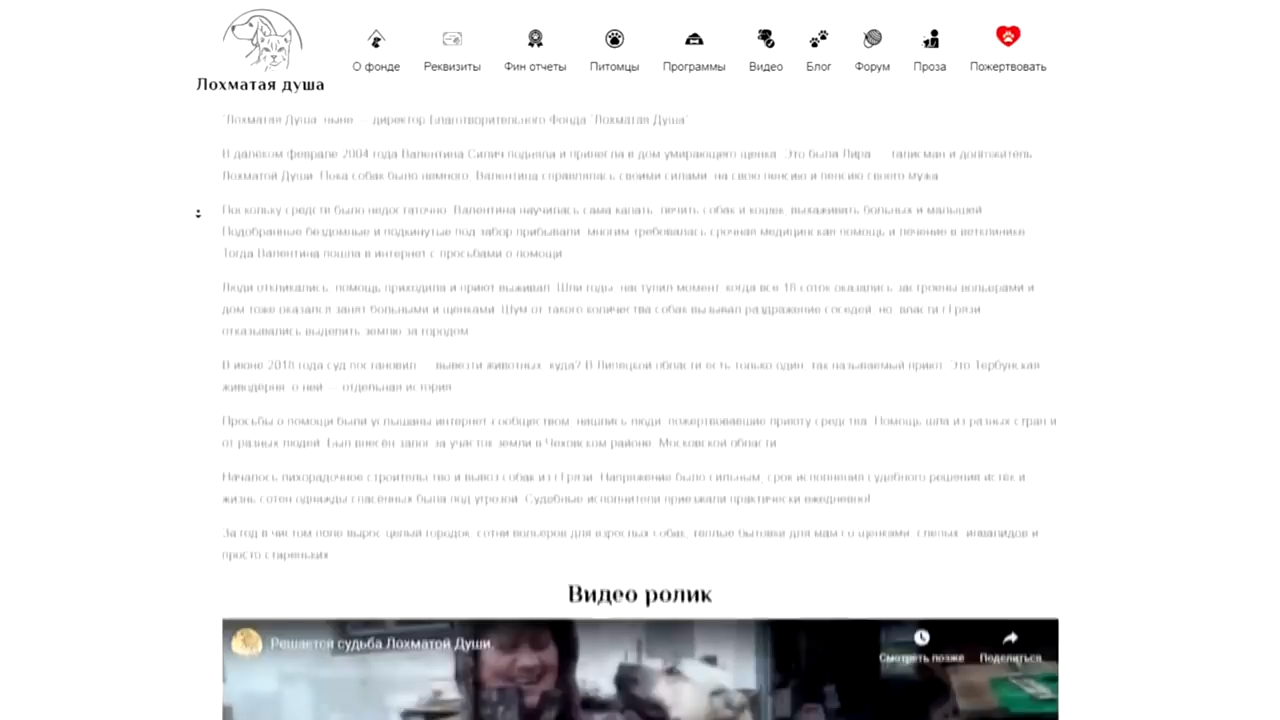 Лохматая душа
О фонде Реквизиты Фин отчеты Питомцы Программы Видео Блог Форум Проза Пожертвовать
"Лохматая Душа" ныне — директор Благотворительного Фонда "Лохматая Душа"
В далёком феврале 2004 года Валентина Силич подняла и принесла в дом умирающего щенка. Это была Лира — талисман и долгожитель
Лохматой Души. Пока собак было немного, Валентина справлялась своими силами, на свою пенсию и пенсию своего мужа.
Поскольку средств было недостаточно, Валентина научилась сама капать, лечить собак и кошек, выхаживать больных и малышей.
Подобранные бездомные и подкинутые под забор прибывали, многим требовалась срочная медицинская помощь и лечение в ветклинике.
Тогда Валентина пошла в интернет с просьбами о помощи.
Люди откликались, помощь приходила и приют выживал. Шли годы, наступил момент, когда все 18 соток оказались застроены вольерами и
дом тоже оказался занят больными и щенками. Шум от такого количества собак вызывал раздражение соседей, но власти г.Грязи
отказывались выделить землю за городом.
В июне 2018 года суд постановил — вывезти животных, куда? В Липецкой области есть только один, так называемый приют. Это Тербунская
живодёрня, о ней — отдельная история.
Просьбы о помощи были услышаны интернет сообществом, нашлись люди, пожертвовавшие приюту средства. Помощь шла из разных стран и
от разных людей. Был внесён залог за участок земли в Чеховском районе, Московской области.
Началось лихорадочное строительство и вывоз собак из г.Грязи. Напряжение было сильным, срок исполнения судебного решения истёк и
жизнь сотен однажды спасённых была под угрозой. Судебные исполнители приезжали практически ежедневно!
За год в чистом поле вырос целый городок, сотни вольеров для взрослых собак, тёплые бытовки для мам со щенками, слепых, инвалидов и
просто стареньких.
Видео ролик
Решается судьба Лохматой Души.
Смотреть позже Поделиться